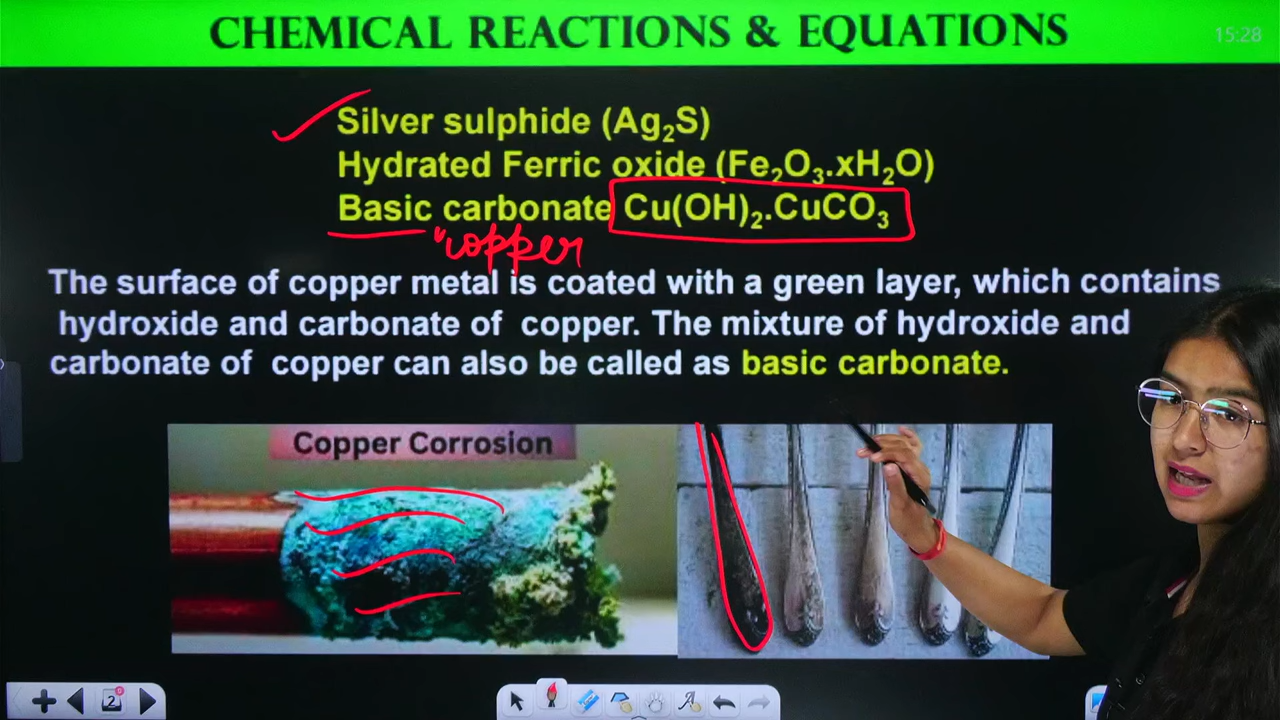 CHEMICAL REACTIONS & EQUATIONS
15:28
Silver sulphide (Ag₂S)
Hydrated Ferric oxide (Fe₂O₃.xH₂O)
Basic carbonate Cu(OH)₂.CuCO₃
copper
The surface of copper metal is coated with a green layer, which contains
hydroxide and carbonate of copper. The mixture of hydroxide and
carbonate of copper can also be called as basic carbonate.
Copper Corrosion
2